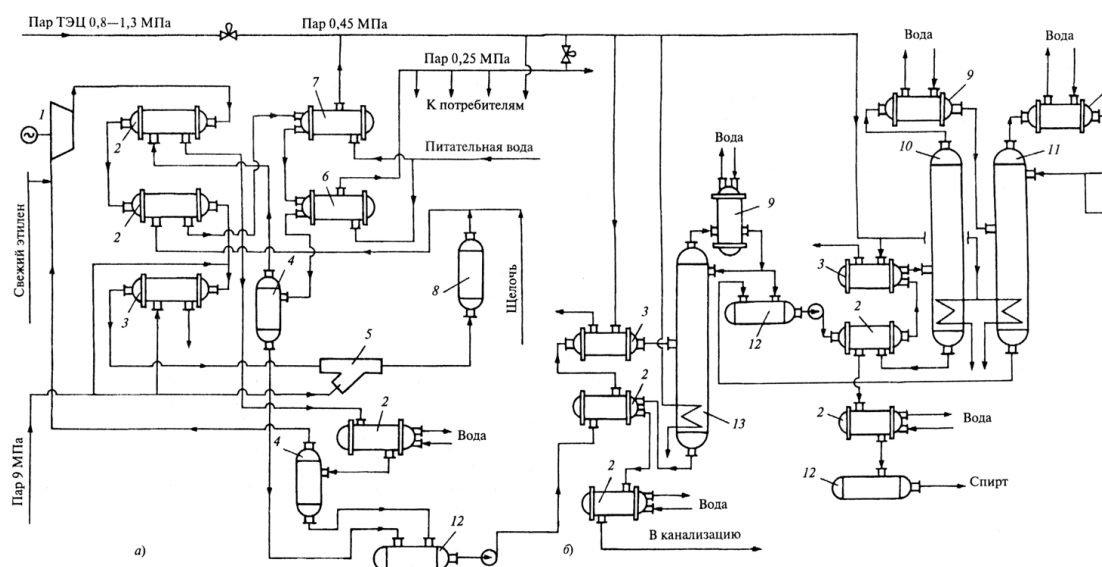 Пар ТЭЦ 0,8—1,3 МПа
Пар 0,45 МПа
Пар 0,25 МПа
К потребителям
Питательная вода
Вода
Вода
Вода
Свежий этилен
Щелочь
Пар 9 МПа
Вода
Вода
Вода
Спирт
В канализацию
а)
б)
1
2
2
3
7
6
4
8
5
2
4
12
9
3
2
13
2
12
9
10
11
3
2
2
12